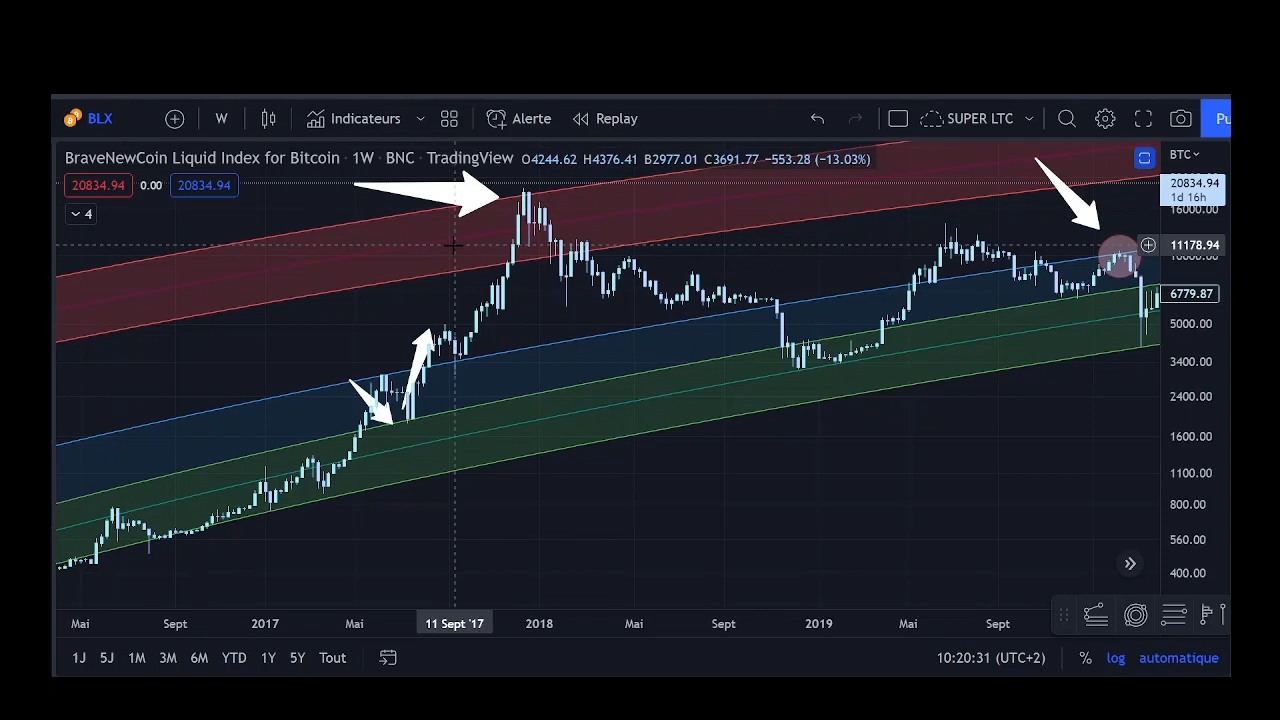 BLX W Indicateurs Alerte Replay SUPER LTC Pu
BraveNewCoin Liquid Index for Bitcoin · 1W · BNC · TradingView O4244.62 H4376.41 B2977.01 C3691.77 −553.28 (−13.03%) BTC
20834.94 0.00 20834.94
4
20834.94
1d 16h
16000.00
11178.94
10000.00
6779.87
5000.00
3400.00
2400.00
1600.00
1100.00
800.00
560.00
400.00
Mai Sept 2017 Mai 11 Sept '17 2018 Mai Sept 2019 Mai Sept
1J 5J 1M 3M 6M YTD 1Y 5Y Tout 10:20:31 (UTC+2) % log automatique